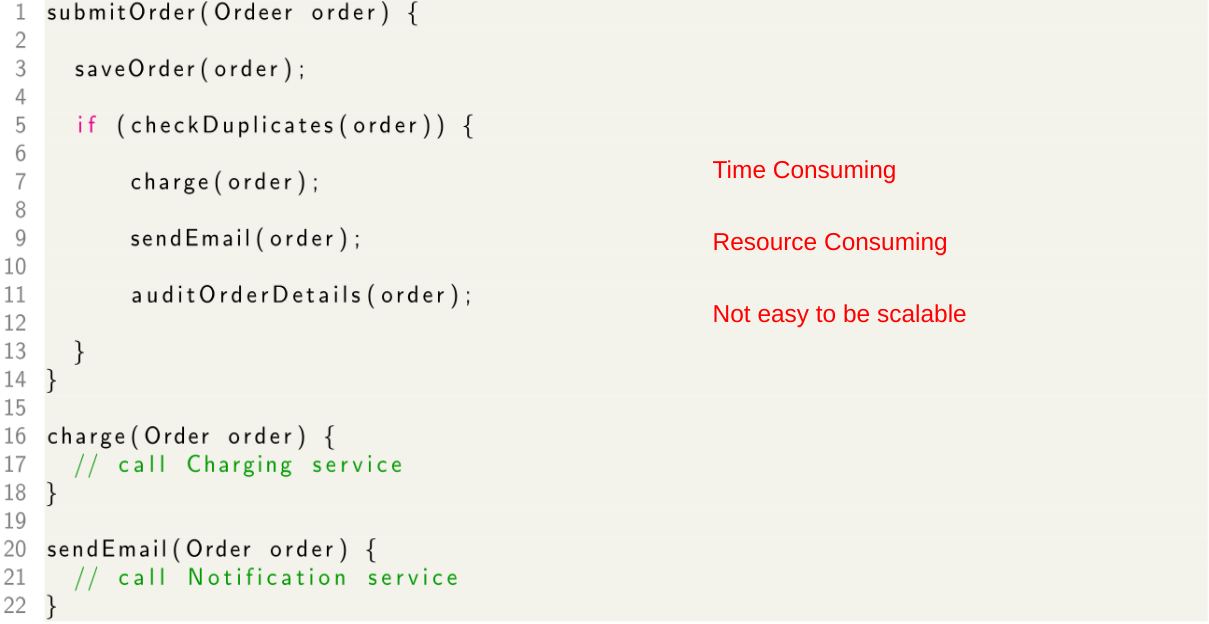 1 submitOrder(Ordeer order) {
2
3 saveOrder(order);
4
5 if (checkDuplicates(order)) {
6
Time Consuming
7 charge(order);
8
9 sendEmail(order);
Resource Consuming
10
11 auditOrderDetails(order);
Not easy to be scalable
12
13 }
14 }
15
16 charge(Order order) {
17 // call Charging service
18 }
19
20 sendEmail(Order order) {
21 // call Notification service
22 }